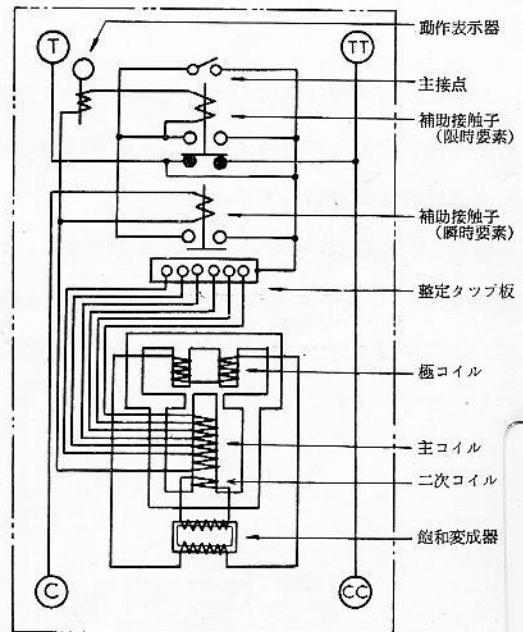 T
TT
動作表示器
主接点
補助接触子
(限時要素)
補助接触子
(瞬時要素)
整定タップ板
極コイル
主コイル
二次コイル
飽和変成器
C
CC